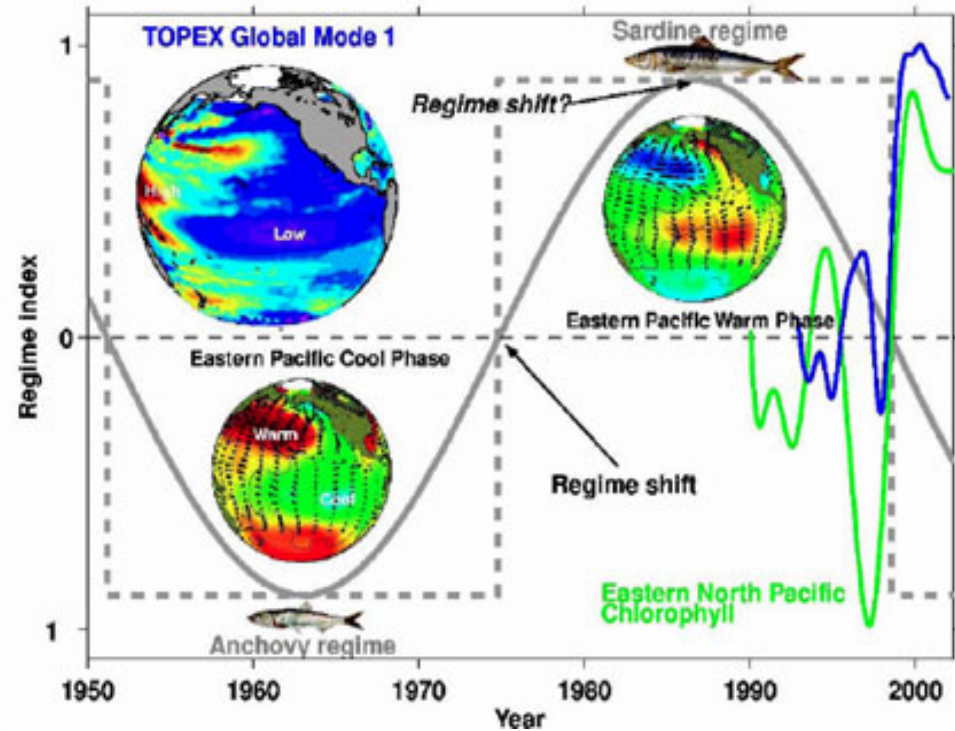 TOPEX Global Mode 1
Sardine regime
Regime shift?
High
Low
Eastern Pacific Warm Phase
Eastern Pacific Cool Phase
Warm
Cool
Regime shift
Eastern North Pacific
Chlorophyll
Anchovy regime
Regime index
1
0
1
1950
1960
1970
1980
1990
2000
Year